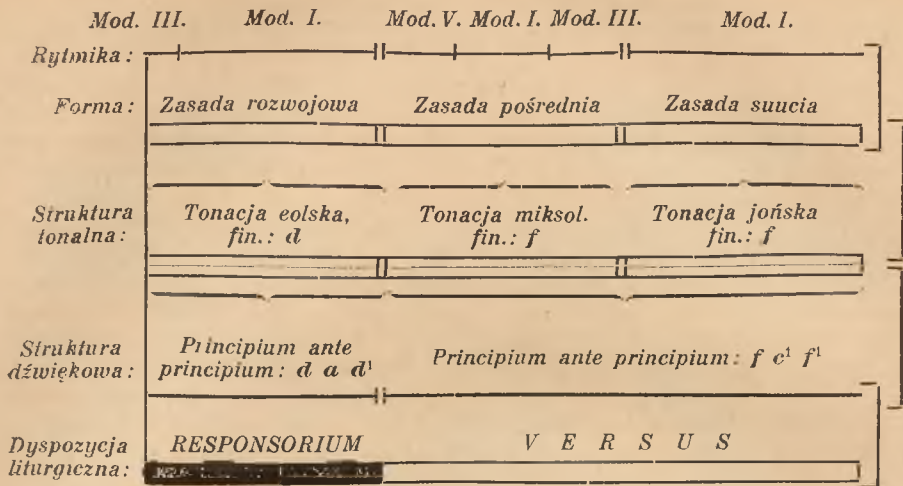 Mod. III. Mod. I. Mod. V. Mod. I. Mod. III. Mod. I.
Rytmika:
Forma: Zasada rozwojowa Zasada pośrednia Zasada snucia
Struktura Tonacja eolska, Tonacja miksol. Tonacja jońska
tonalna: fin.: d fin.: f fin.: f
Struktura Principium ante
dźwiękowa: principium: d a d¹ Principium ante principium: f c¹ f¹
Dyspozycja RESPONSORIUM V E R S U S
liturgiczna: